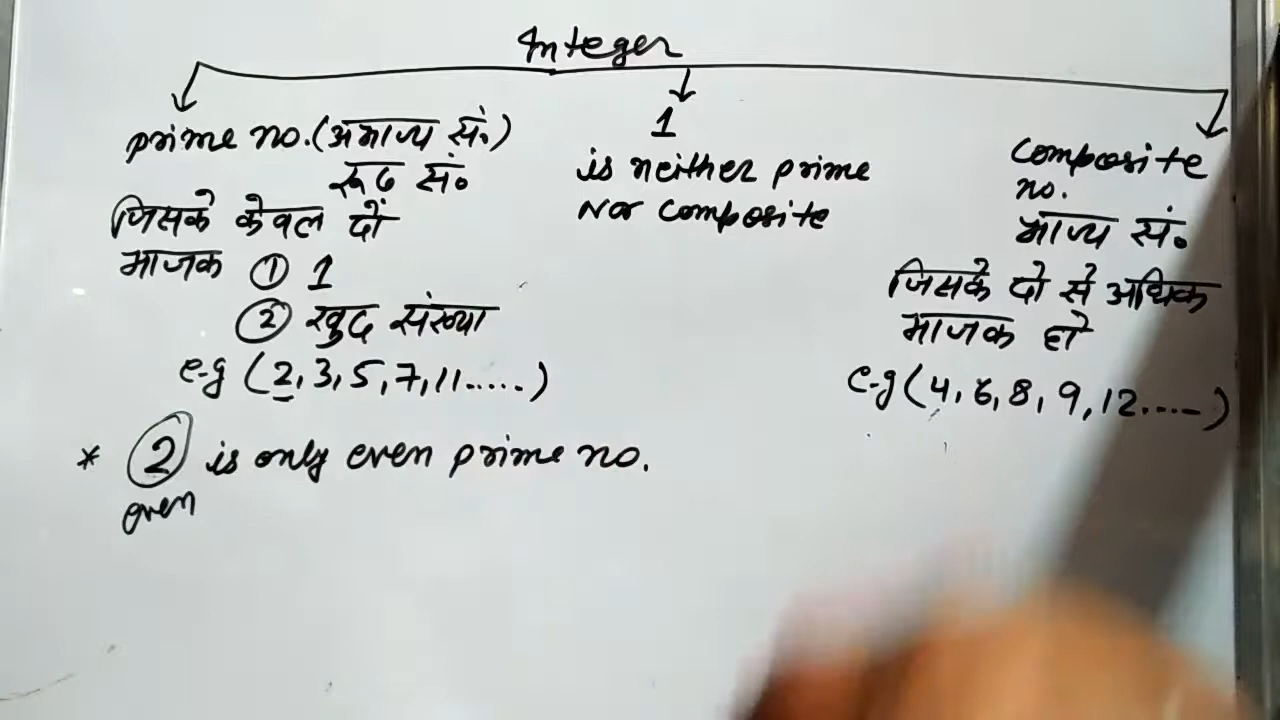 Integer
prime no. (अभाज्य सं.)
रूढ सं०
जिसके केवल दों
भाजक ① 1
② खुद संख्या
e.g (2, 3, 5, 7, 11.....)
* 2 is only even prime no.
even
1
is neither prime
Nor composite
Composite
no.
भाज्य सं०
जिसके दो से अधिक
भाजक हो
e.g (4, 6, 8, 9, 12.....)